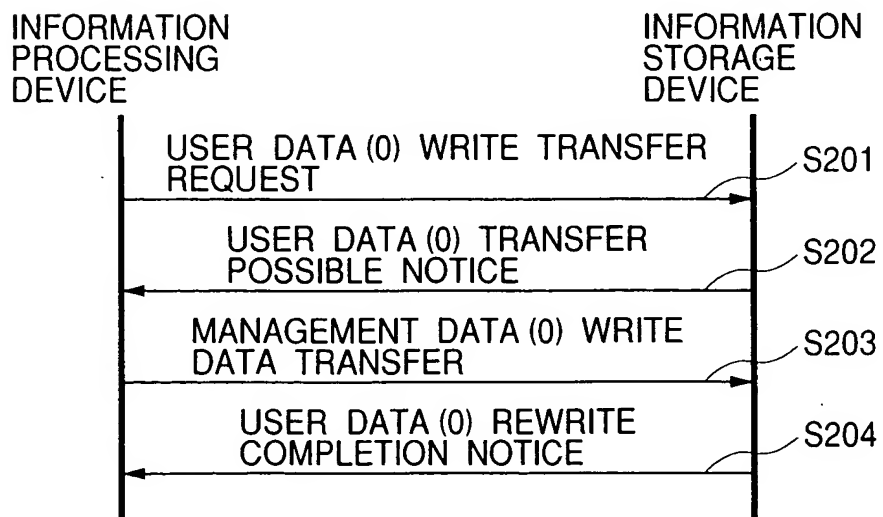 INFORMATION
PROCESSING
DEVICE
INFORMATION
STORAGE
DEVICE
USER DATA (0) WRITE TRANSFER
REQUEST
S201
USER DATA (0) TRANSFER
POSSIBLE NOTICE
S202
MANAGEMENT DATA (0) WRITE
DATA TRANSFER
S203
USER DATA (0) REWRITE
COMPLETION NOTICE
S204